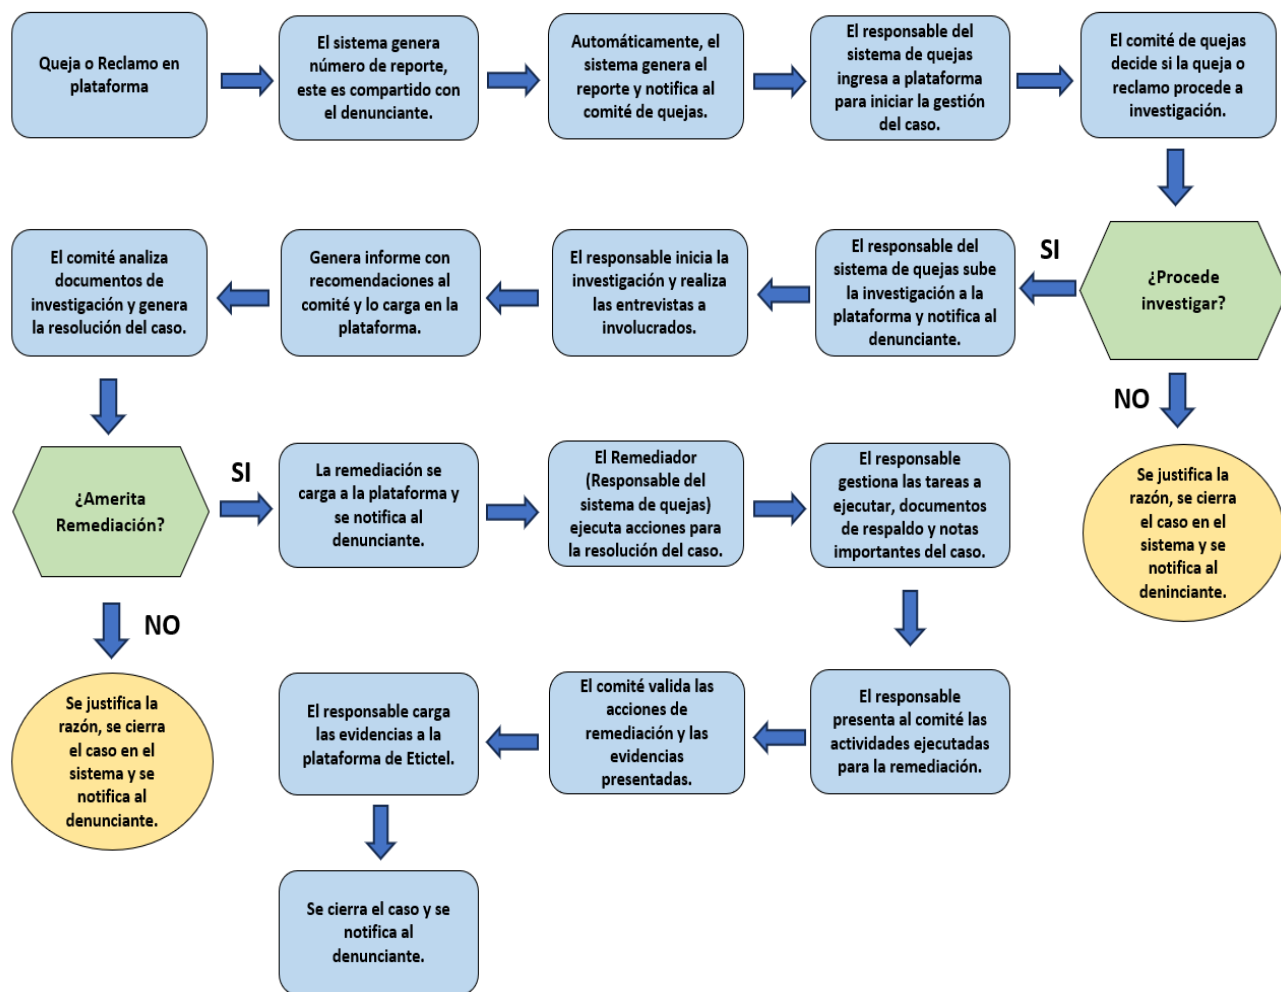 Queja o Reclamo en
plataforma
El sistema genera
número de reporte,
este es compartido con
el denunciante.
Automáticamente, el
sistema genera el
reporte y notifica al
comité de quejas.
El responsable del
sistema de quejas
ingresa a plataforma
para iniciar la gestión
del caso.
El comité de quejas
decide si la queja o
reclamo procede a
investigación.
¿Procede
investigar?
SI
El responsable del
sistema de quejas sube
la investigación a la
plataforma y notifica al
denunciante.
El responsable inicia la
investigación y realiza
las entrevistas a
involucrados.
Genera informe con
recomendaciones al
comité y lo carga en la
plataforma.
El comité analiza
documentos de
investigación y genera
la resolución del caso.
NO
Se justifica la
razón, se cierra
el caso en el
sistema y se
notifica al
deninciante.
¿Amerita
Remediación?
SI
La remediación se
carga a la plataforma y
se notifica al
denunciante.
El Remediador
(Responsable del
sistema de quejas)
ejecuta acciones para
la resolución del caso.
El responsable
gestiona las tareas a
ejecutar, documentos
de respaldo y notas
importantes del caso.
NO
Se justifica la
razón, se cierra
el caso en el
sistema y se
notifica al
denunciante.
El responsable
presenta al comité las
actividades ejecutadas
para la remediación.
El comité valida las
acciones de
remediación y las
evidencias
presentadas.
El responsable carga
las evidencias a la
plataforma de Etictel.
Se cierra el caso y se
notifica al
denunciante.